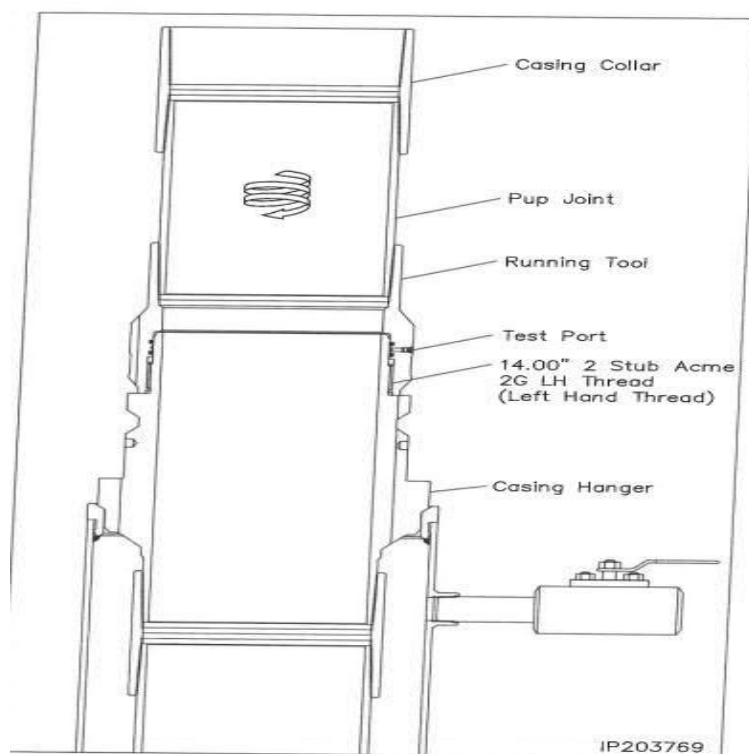 Casing Collar
Pup Joint
Running Tool
Test Port
14.00" 2 Stub Acme
2G LH Thread
(Left Hand Thread)
Casing Hanger
IP203769